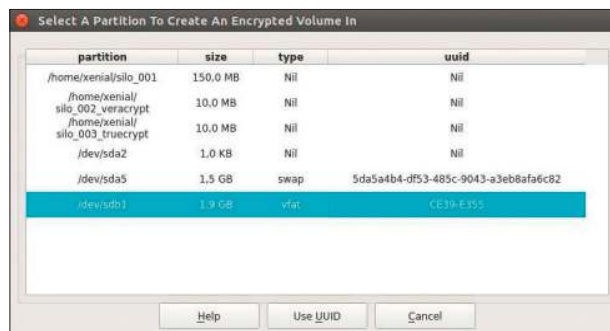 Select A Partition To Create An Encrypted Volume In
partition size type uuid
/home/xenial/silo_001 150,0 MB Nil Nil
/home/xenial/
silo_002_veracrypt 10,0 MB Nil Nil
/home/xenial/
silo_003_truecrypt 10,0 MB Nil Nil
/dev/sda2 1,0 KB Nil Nil
/dev/sda5 1,5 GB swap 5da5a4b4-df53-485c-9043-a3eb8afa6c82
/dev/sdb1 1,9 GB vfat CE39-E355
Help Use UUID Cancel